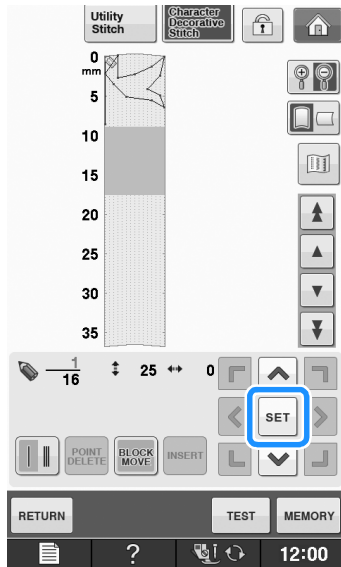 Utility
Stitch
Character
Decorative
Stitch
0
mm
5
10
15
20
25
30
35
1
16
25
0
SET
POINT
DELETE
BLOCK
MOVE
INSERT
RETURN
TEST
MEMORY
?
12:00